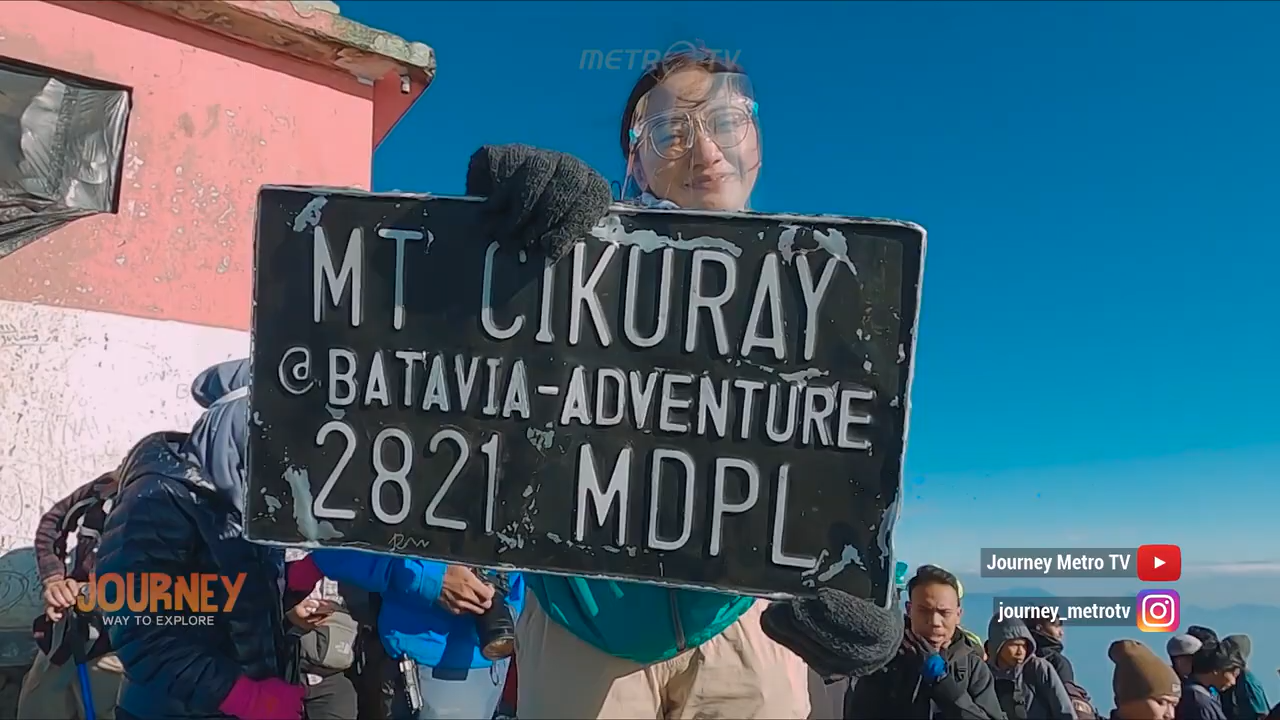 METRO TV
MT CIKURAY
@BATAVIA-ADVENTURE
2821 MDPL
Journey Metro TV
journey_metrotv
JOURNEY
WAY TO EXPLORE